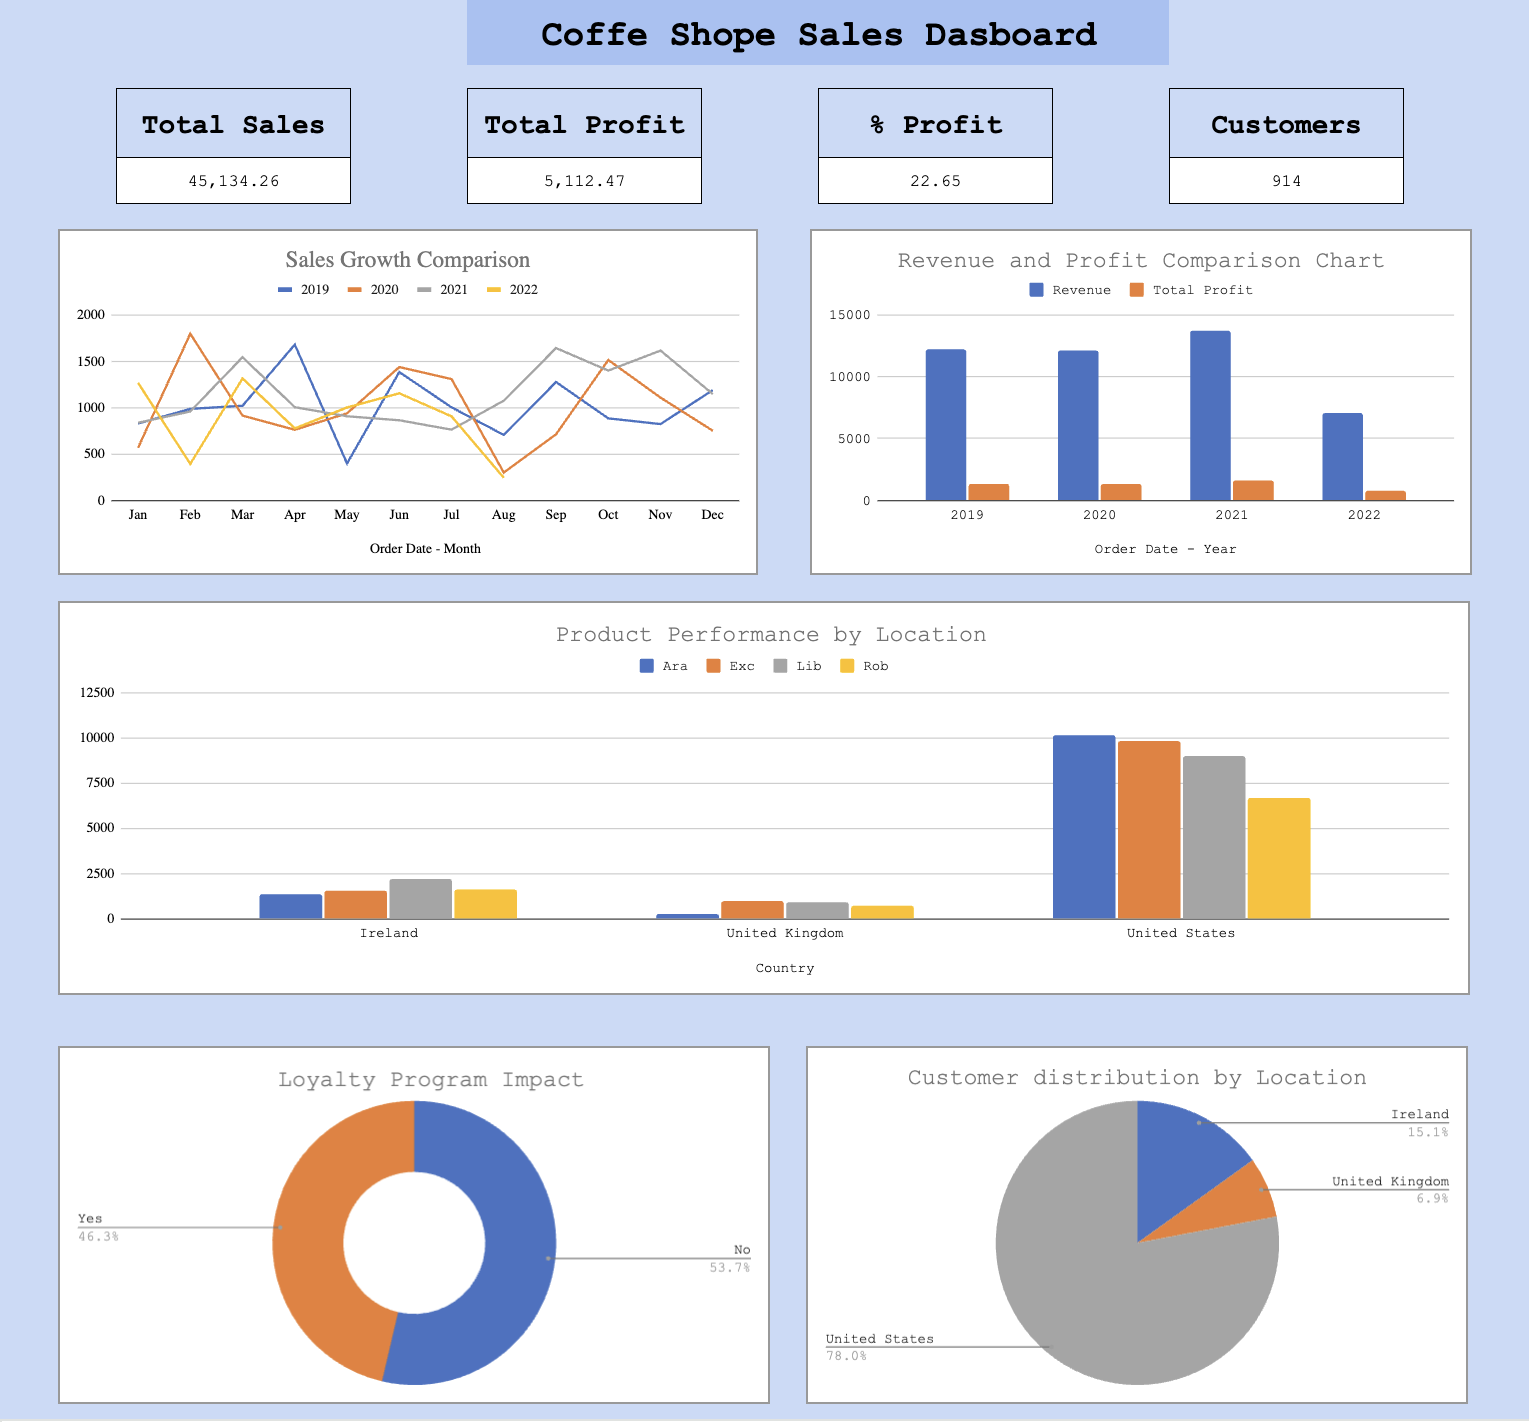 Coffe Shope Sales Dasboard
Total Sales
45,134.26
Total Profit
5,112.47
% Profit
22.65
Customers
914
Sales Growth Comparison
2019 2020 2021 2022
2000
1500
1000
500
0
Jan Feb Mar Apr May Jun Jul Aug Sep Oct Nov Dec
Order Date - Month
Revenue and Profit Comparison Chart
Revenue Total Profit
15000
10000
5000
0
2019 2020 2021 2022
Order Date - Year
Product Performance by Location
Ara Exc Lib Rob
12500
10000
7500
5000
2500
0
Ireland United Kingdom United States
Country
Loyalty Program Impact
Yes
46.3%
No
53.7%
Customer distribution by Location
Ireland
15.1%
United Kingdom
6.9%
United States
78.0%